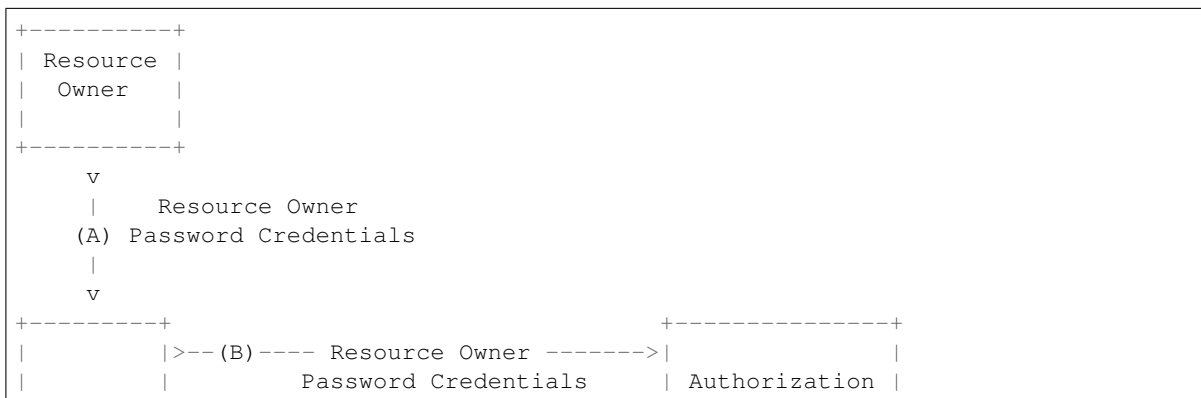 +----------+
| Resource |
|  Owner   |
|          |
+----------+
     v
     |    Resource Owner
    (A) Password Credentials
     |
     v
+---------+                                  +---------------+
|         |>--(B)---- Resource Owner ------->|               |
|         |         Password Credentials     | Authorization |